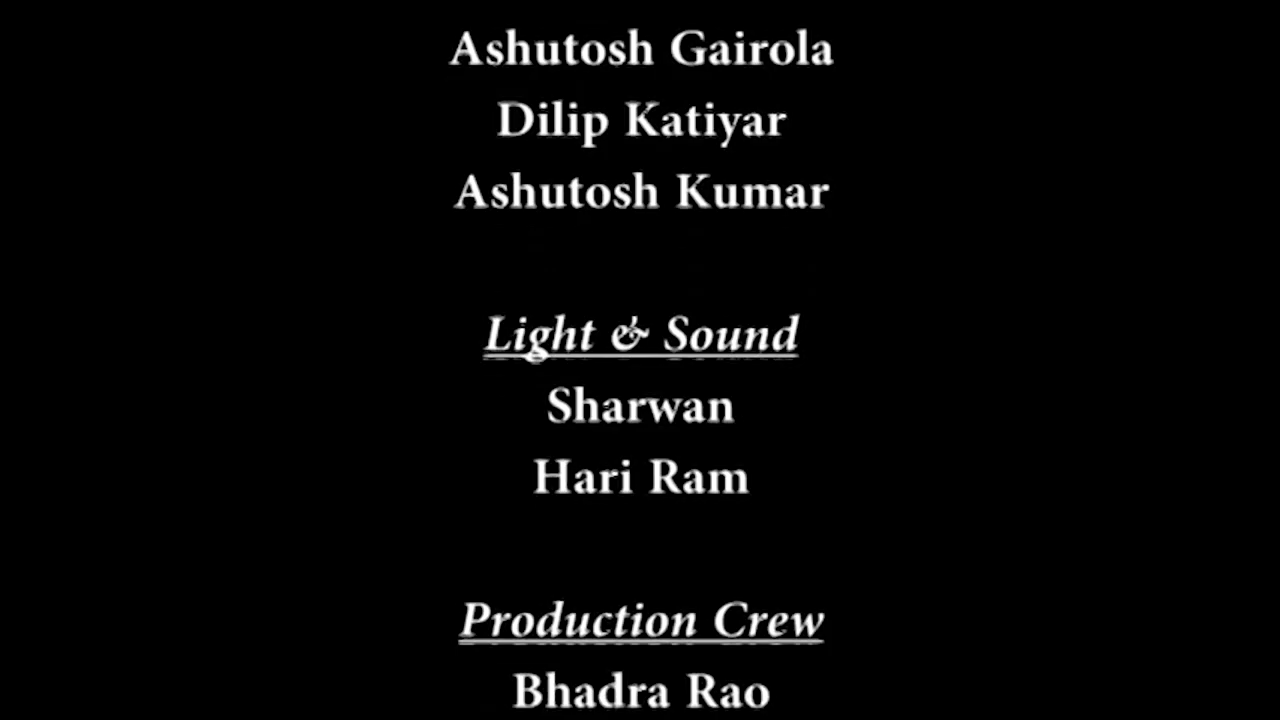 Ashutosh Gairola
Dilip Katiyar
Ashutosh Kumar
Light & Sound
Sharwan
Hari Ram
Production Crew
Bhadra Rao